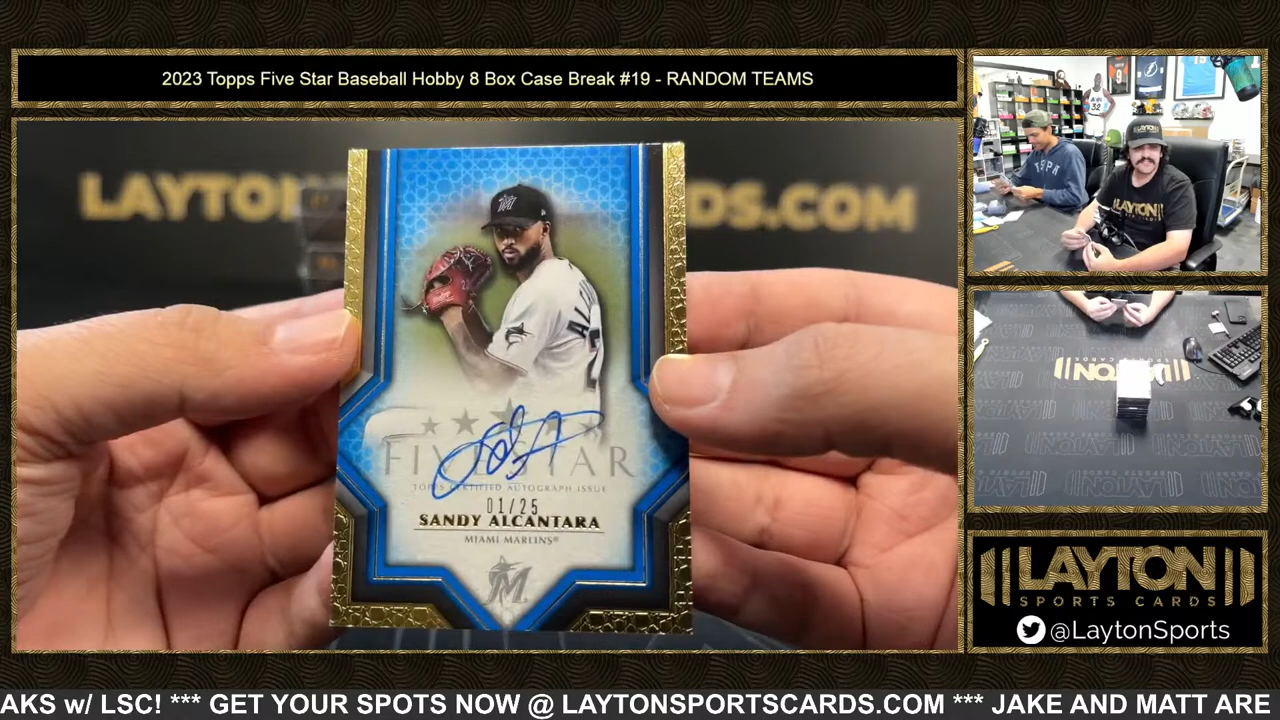 2023 Topps Five Star Baseball Hobby 8 Box Case Break #19 - RANDOM TEAMS
FIVE STAR
TOPPS CERTIFIED AUTOGRAPH ISSUE
01/25
SANDY ALCANTARA
MIAMI MARLINS®
M
LAYTON
LAYTON
SPORTS CARDS
@LaytonSports
AKS w/ LSC! *** GET YOUR SPOTS NOW @ LAYTONSPORTSCARDS.COM *** JAKE AND MATT ARE